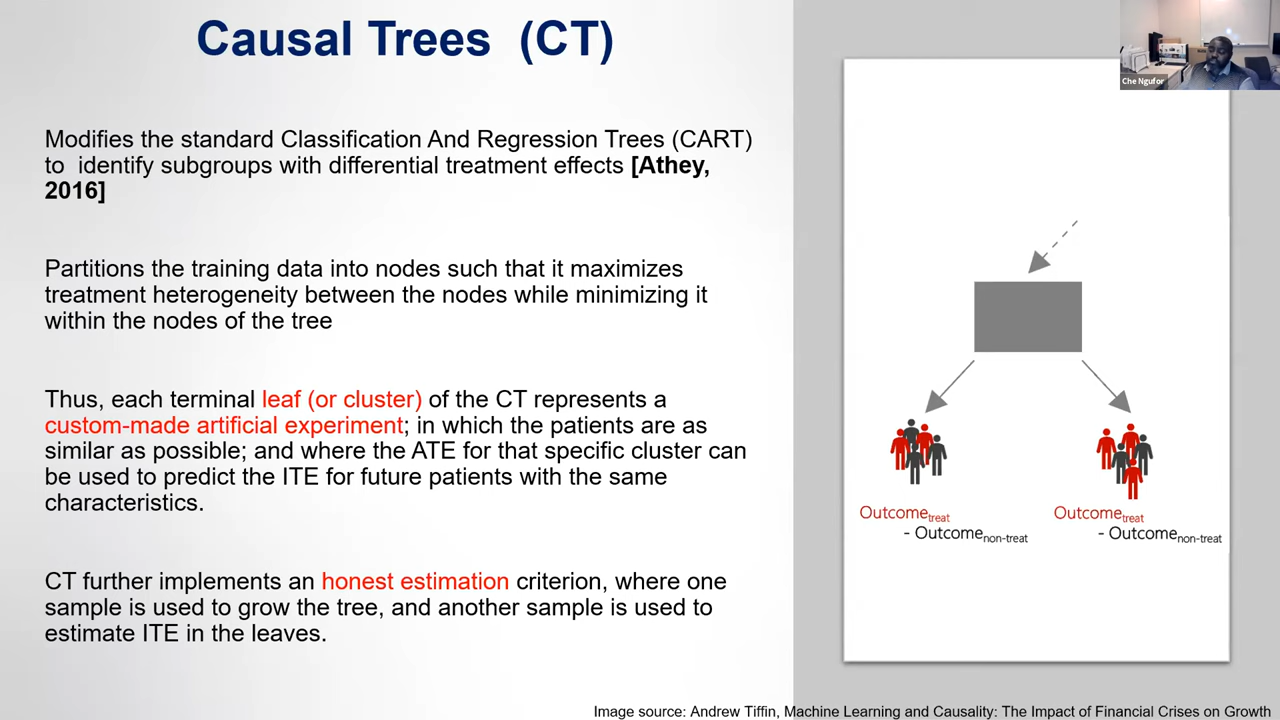 Causal Trees (CT)
Che Ngufor
Modifies the standard Classification And Regression Trees (CART)
to identify subgroups with differential treatment effects [Athey,
2016]
Partitions the training data into nodes such that it maximizes
treatment heterogeneity between the nodes while minimizing it
within the nodes of the tree
Thus, each terminal leaf (or cluster) of the CT represents a
custom-made artificial experiment; in which the patients are as
similar as possible; and where the ATE for that specific cluster can
be used to predict the ITE for future patients with the same
characteristics.
CT further implements an honest estimation criterion, where one
sample is used to grow the tree, and another sample is used to
estimate ITE in the leaves.
Outcometreat
- Outcomenon-treat
Outcometreat
- Outcomenon-treat
Image source: Andrew Tiffin, Machine Learning and Causality: The Impact of Financial Crises on Growth